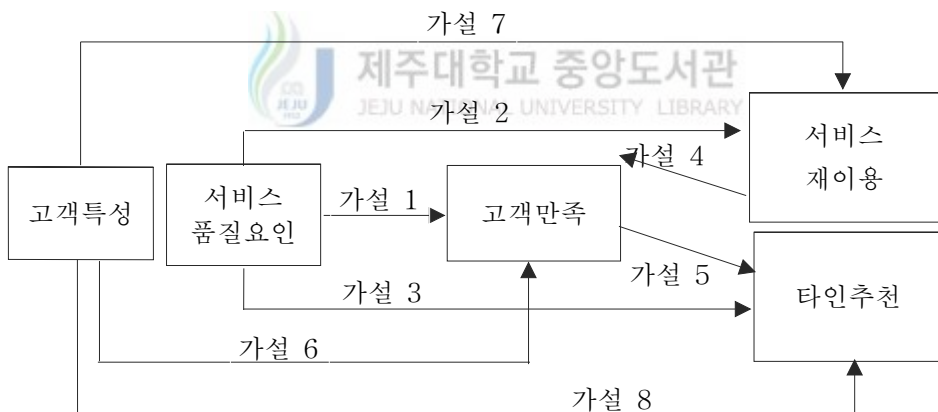 가설 7
제주대학교 중앙도서관
JEJU NATIONAL UNIVERSITY LIBRARY
JEJU
1952
가설 2
서비스
재이용
가설 4
고객특성
서비스
품질요인
가설 1
고객만족
가설 5
가설 3
타인추천
가설 6
가설 8